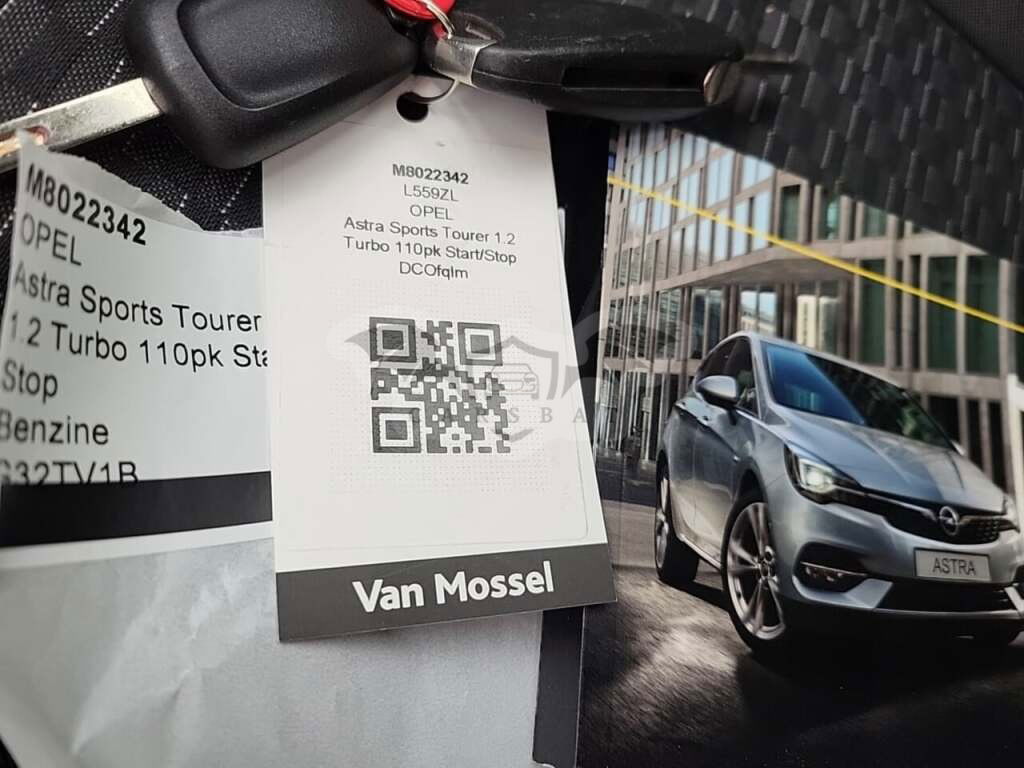 M8022342
OPEL
Astra Sports Tourer
1.2 Turbo 110pk
Stop
Benzine
M8022342
L559ZL
OPEL
Astra Sports Tourer 1.2
Turbo 110pk Start/Stop
DCOfqlm
Van Mossel
ASTRA